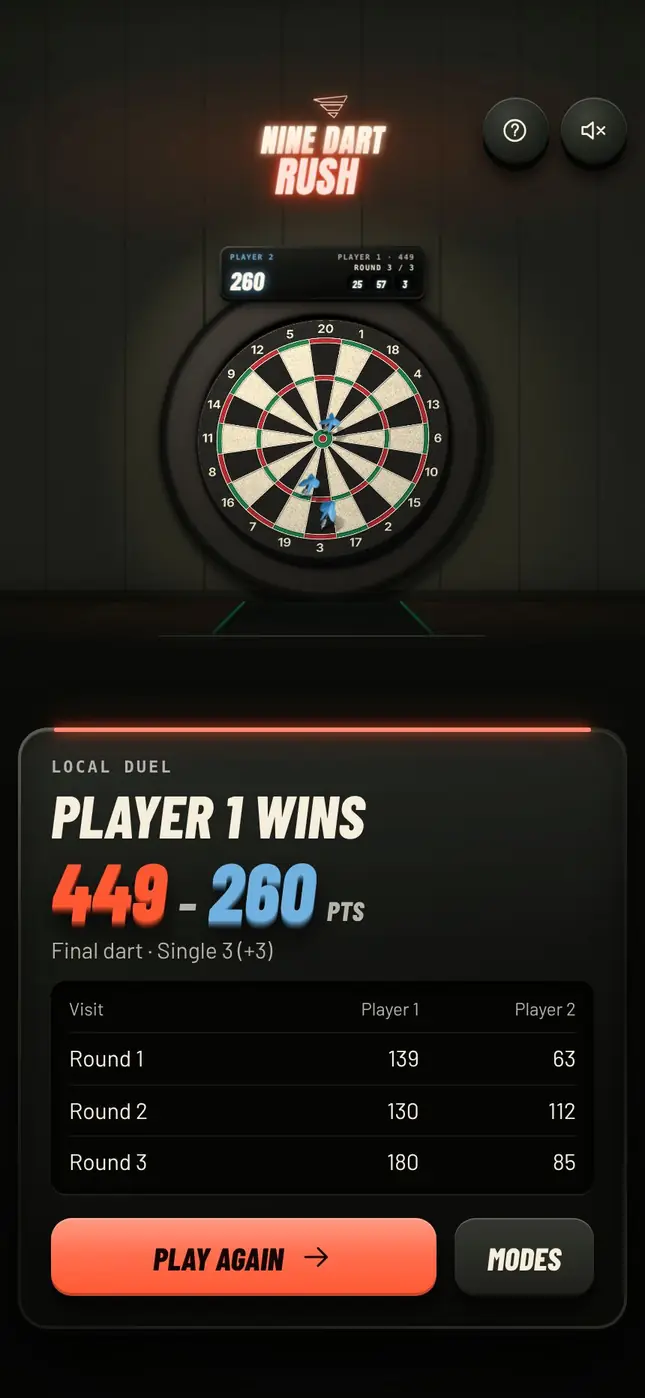 NINE DART
RUSH
PLAYER 2
260
PLAYER 1 · 449
ROUND 3 / 3
25 57 3
5 20 1
12 18
9 4
14 13
11 6
8 10
16 15
7 2
19 3 17
LOCAL DUEL
PLAYER 1 WINS
449 - 260 PTS
Final dart · Single 3 (+3)
Visit Player 1 Player 2
Round 1 139 63
Round 2 130 112
Round 3 180 85
PLAY AGAIN →
MODES